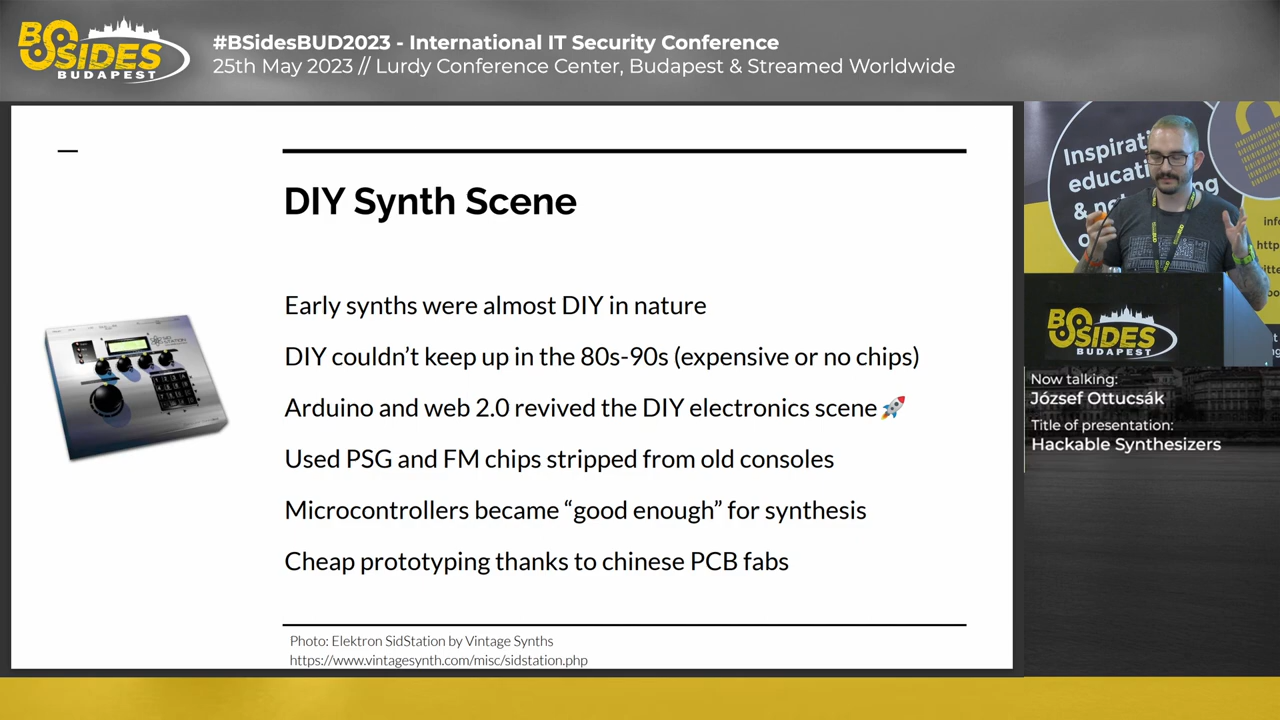 BSIDES
BUDAPEST
#BSidesBUD2023 - International IT Security Conference
25th May 2023 // Lurdy Conference Center, Budapest & Streamed Worldwide
DIY Synth Scene
Early synths were almost DIY in nature
DIY couldn't keep up in the 80s-90s (expensive or no chips)
Arduino and web 2.0 revived the DIY electronics scene 🚀
Used PSG and FM chips stripped from old consoles
Microcontrollers became “good enough” for synthesis
Cheap prototyping thanks to chinese PCB fabs
Photo: Elektron SidStation by Vintage Synths
https://www.vintagesynth.com/misc/sidstation.php
& 
BSIDES
BUDAPEST
Now talking:
József Ottucsák
Title of presentation:
Hackable Synthesizers